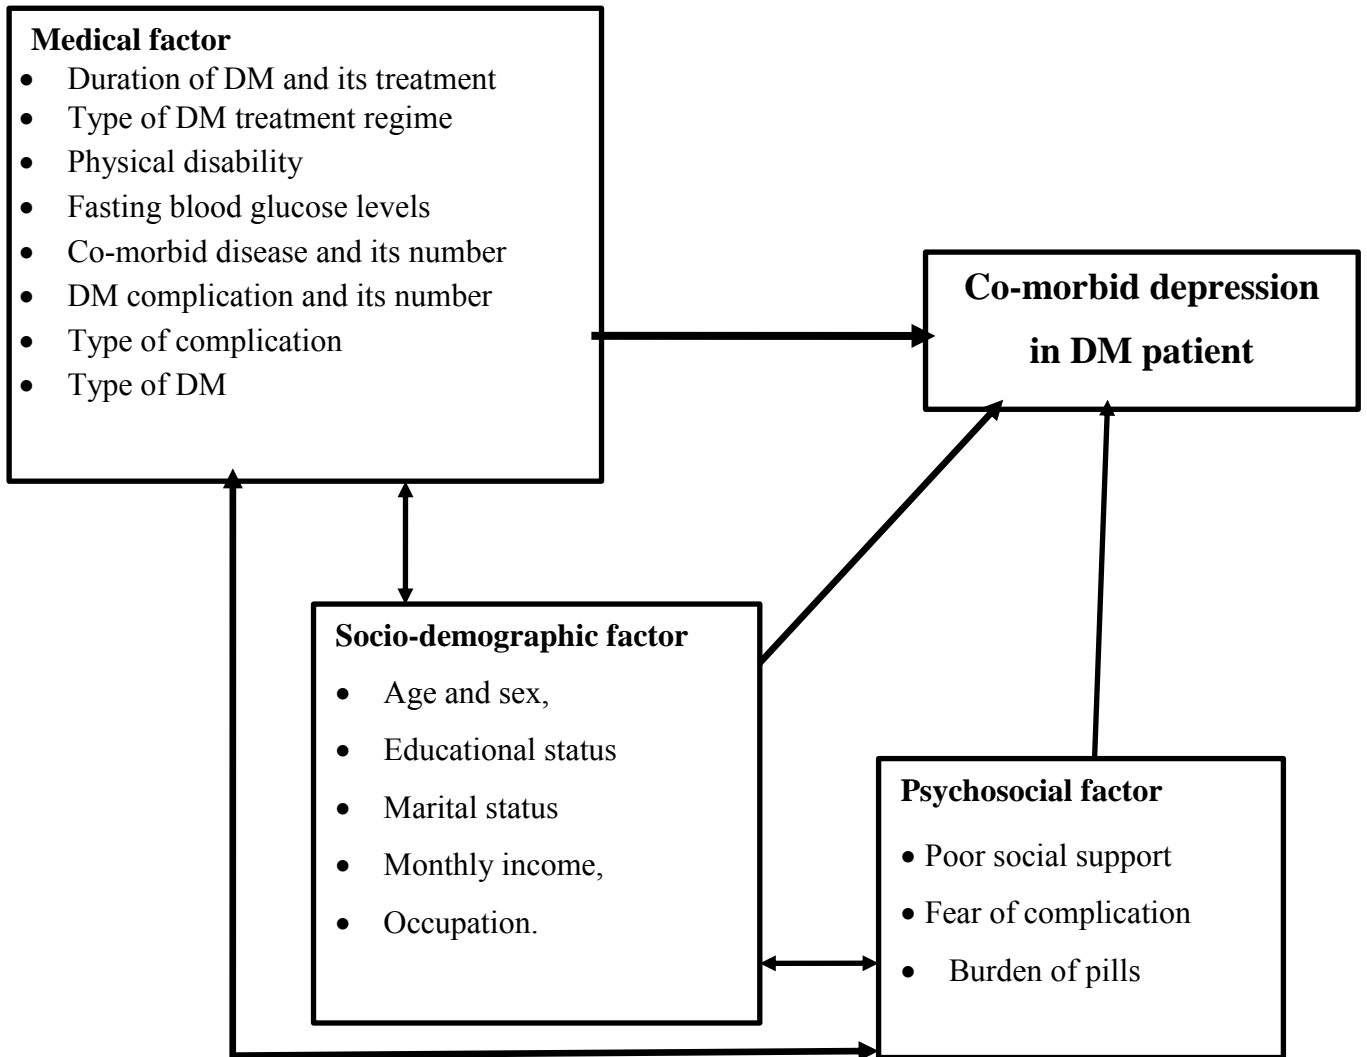 Medical factor
• Duration of DM and its treatment
• Type of DM treatment regime
• Physical disability
• Fasting blood glucose levels
• Co-morbid disease and its number
• DM complication and its number
• Type of complication
• Type of DM
Co-morbid depression
in DM patient
Socio-demographic factor
• Age and sex,
• Educational status
• Marital status
• Monthly income,
• Occupation.
Psychosocial factor
• Poor social support
• Fear of complication
• Burden of pills